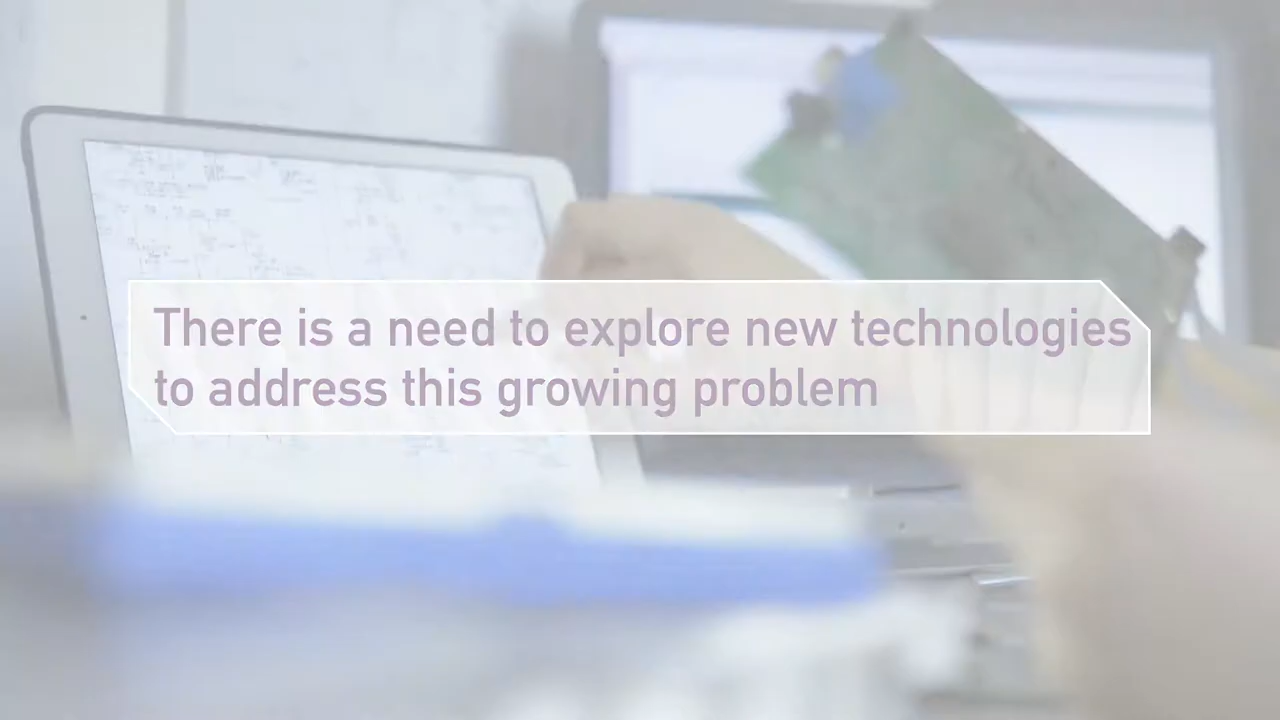 There is a need to explore new technologies
to address this growing problem